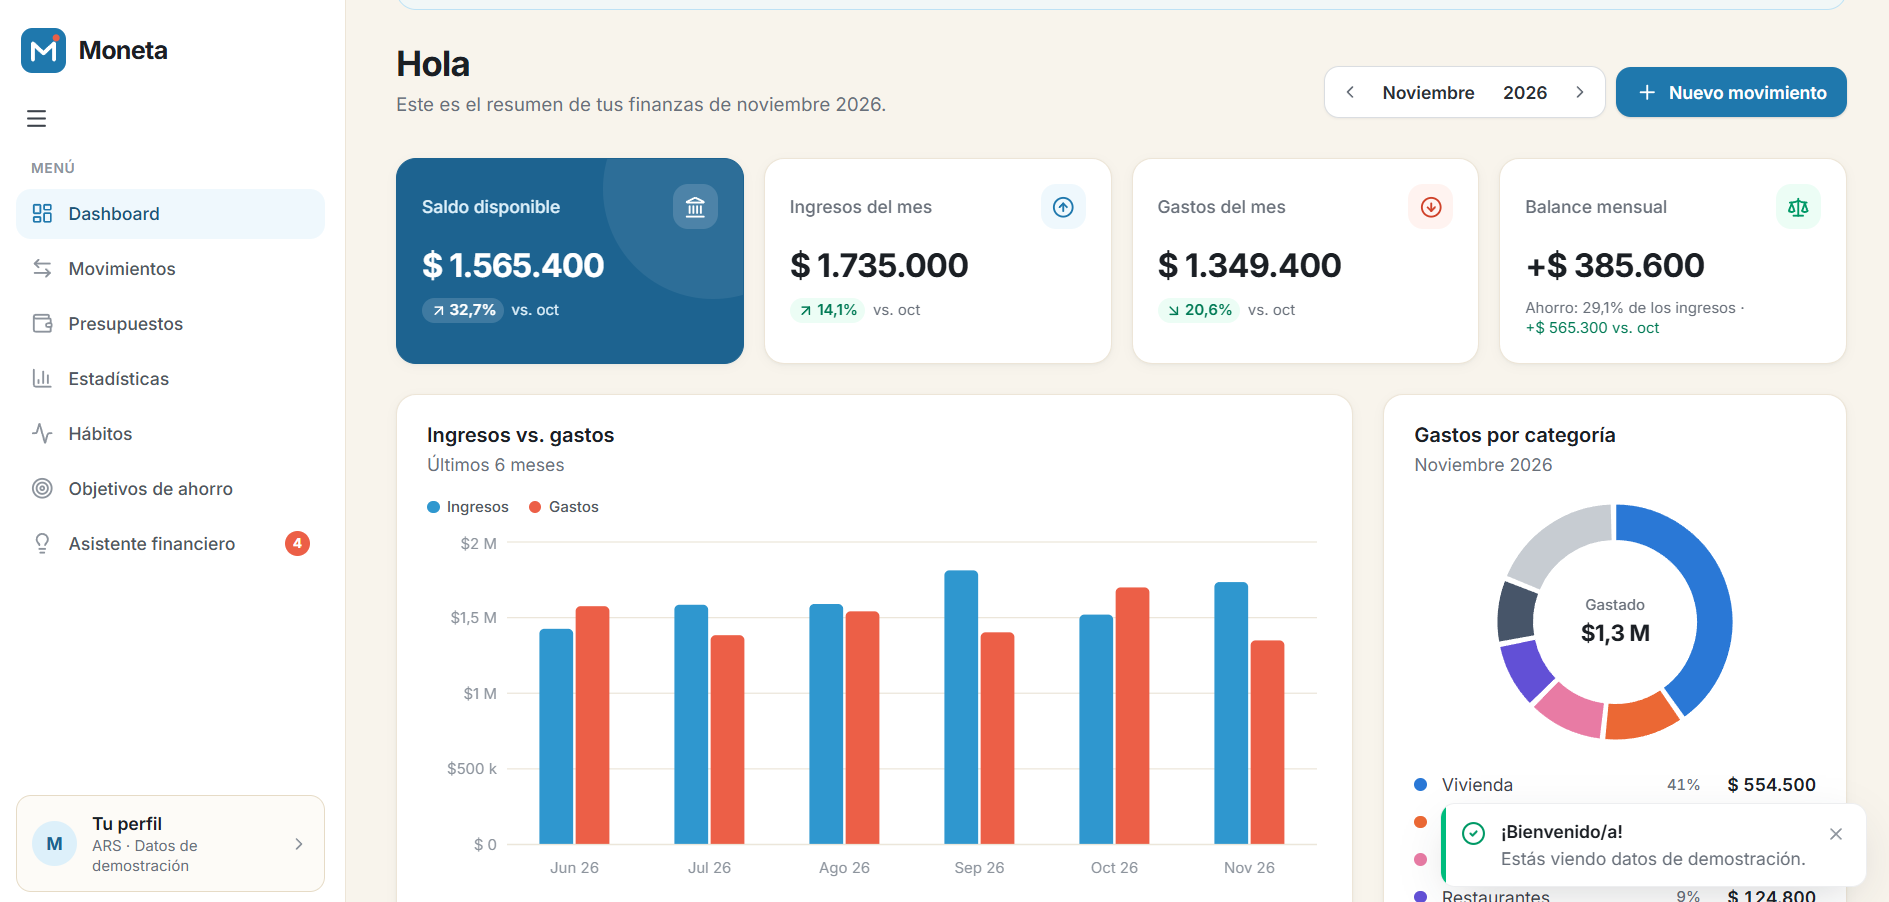 Moneta
MENÚ
Dashboard
Movimientos
Presupuestos
Estadísticas
Hábitos
Objetivos de ahorro
Asistente financiero 4
M
Tu perfil
ARS · Datos de
demostración
Hola
Este es el resumen de tus finanzas de noviembre 2026.
Noviembre 2026
Nuevo movimiento
Saldo disponible
$ 1.565.400
32,7% vs. oct
Ingresos del mes
$ 1.735.000
14,1% vs. oct
Gastos del mes
$ 1.349.400
20,6% vs. oct
Balance mensual
+$ 385.600
Ahorro: 29,1% de los ingresos ·
+$ 565.300 vs. oct
Ingresos vs. gastos
Últimos 6 meses
Ingresos Gastos
$2 M
$1,5 M
$1 M
$500 k
$ 0
Jun 26 Jul 26 Ago 26 Sep 26 Oct 26 Nov 26
Gastos por categoría
Noviembre 2026
Gastado
$1,3 M
Vivienda 41% $ 554.500
¡Bienvenido/a!
Estás viendo datos de demostración.
Restaurantes 9% $ 124.800